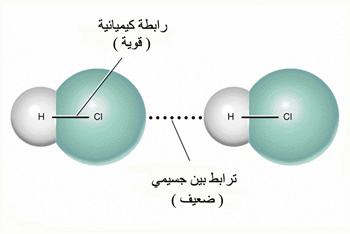 رابطة كيميائية
( قوية )
H Cl H Cl
ترابط بين جسيمي
( ضعيف )